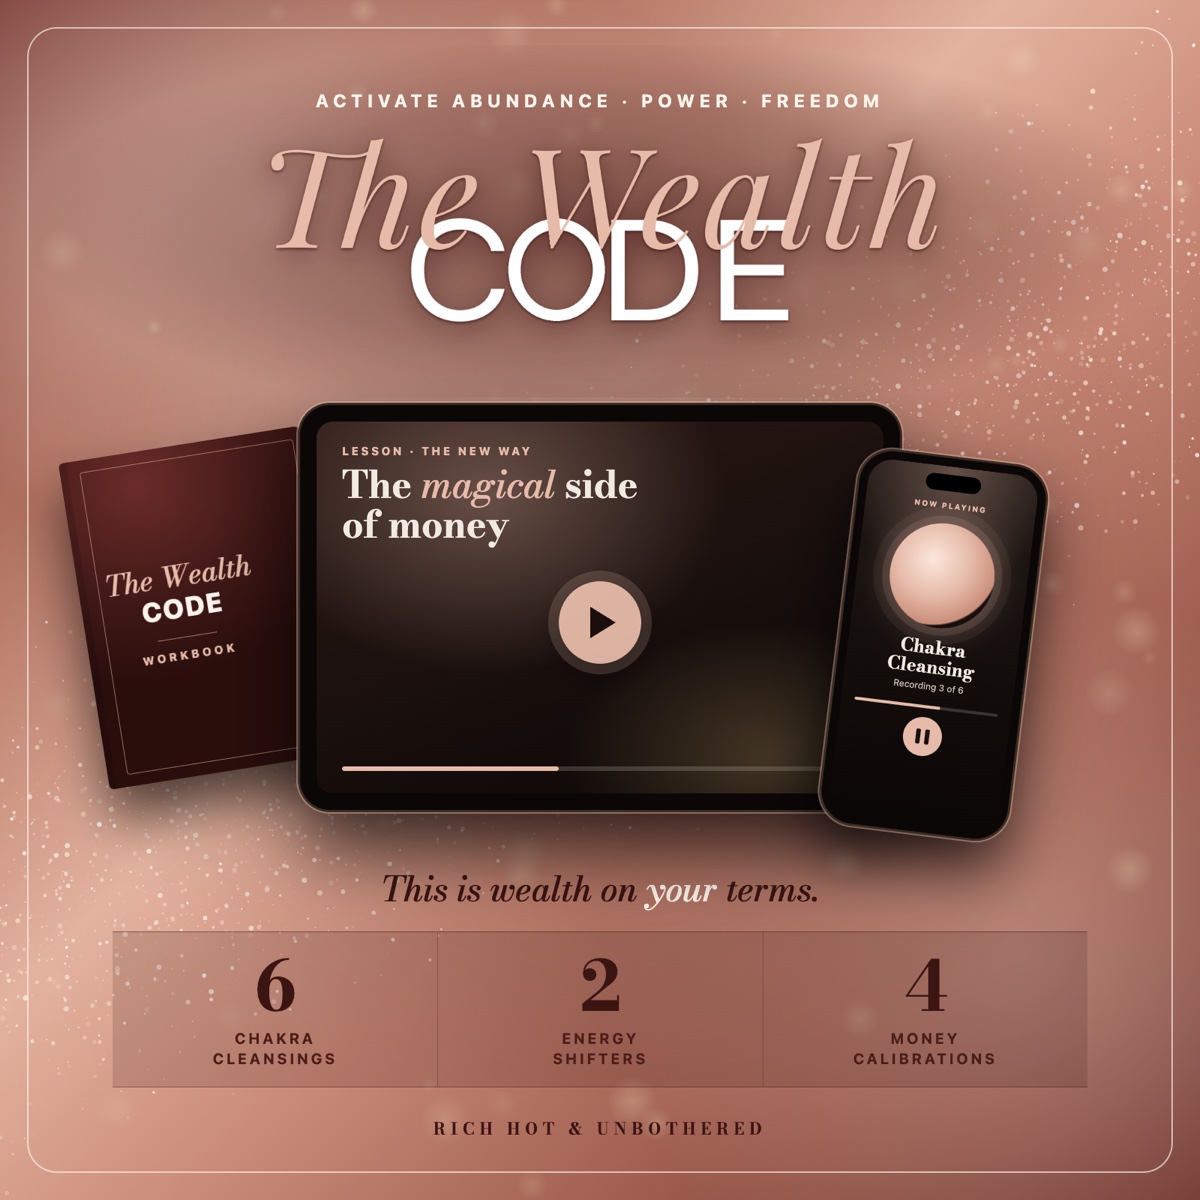 ACTIVATE ABUNDANCE · POWER · FREEDOM
The Wealth
CODE
The Wealth
CODE
WORKBOOK
LESSON · THE NEW WAY
The magical side
of money
NOW PLAYING
Chakra
Cleansing
Recording 3 of 6
This is wealth on your terms.
6
CHAKRA
CLEANSINGS
2
ENERGY
SHIFTERS
4
MONEY
CALIBRATIONS
RICH HOT & UNBOTHERED